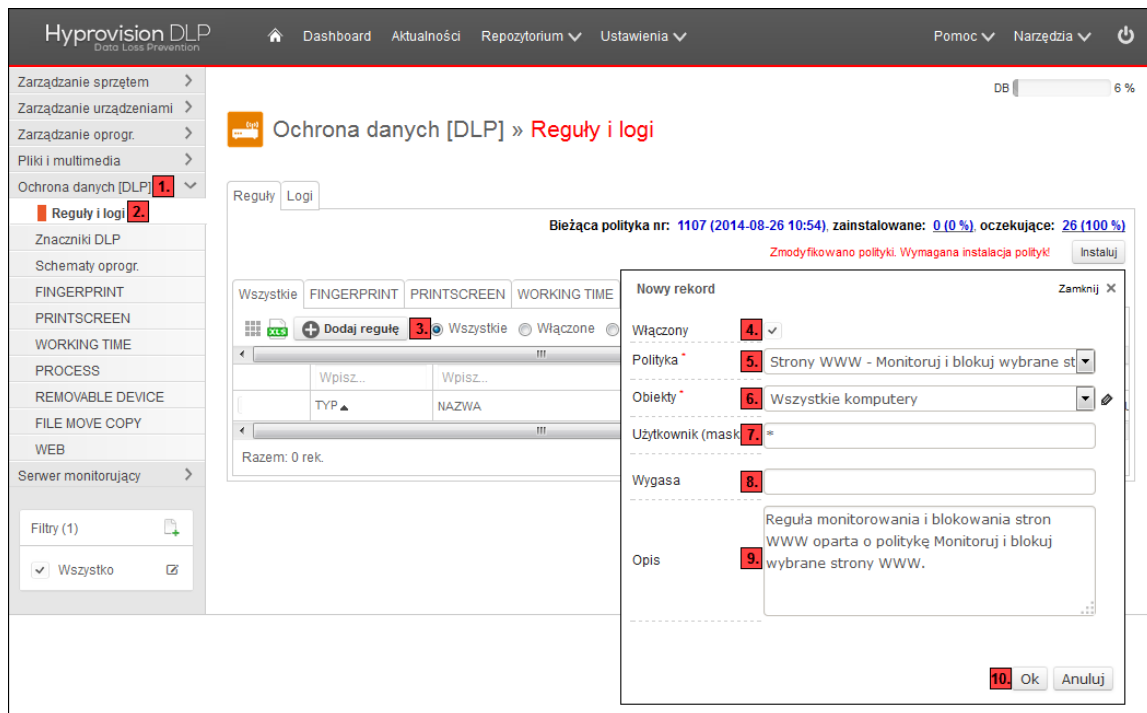 Hyprovision DLP
Data Loss Prevention
Dashboard Aktualności Repozytorium Ustawienia Pomoc Narzędzia
DB 6 %
Zarządzanie sprzętem
Zarządzanie urządzeniami
Zarządzanie oprogr.
Pliki i multimedia
Ochrona danych [DLP] 1.
Reguły i logi 2.
Znaczniki DLP
Schematy oprogr.
FINGERPRINT
PRINTSCREEN
WORKING TIME
PROCESS
REMOVABLE DEVICE
FILE MOVE COPY
WEB
Serwer monitorujący
Filtry (1)
Wszystko
Ochrona danych [DLP] » Reguły i logi
Reguły Logi
Bieżąca polityka nr: 1107 (2014-08-26 10:54), zainstalowane: 0 (0 %), oczekujące: 26 (100 %)
Zmodyfikowano polityki. Wymagana instalacja polityk! Instaluj
Wszystkie FINGERPRINT PRINTSCREEN WORKING TIME
XLS Dodaj regułę 3. Wszystkie Włączone
Wpisz... Wpisz...
TYP NAZWA
Razem: 0 rek.
Nowy rekord Zamknij
Włączony 4.
Polityka * 5. Strony WWW - Monitoruj i blokuj wybrane st
Obiekty * 6. Wszystkie komputery
Użytkownik (mask 7. *
Wygasa 8.
Opis 9. Reguła monitorowania i blokowania stron
WWW oparta o politykę Monitoruj i blokuj
wybrane strony WWW.
10. Ok Anuluj